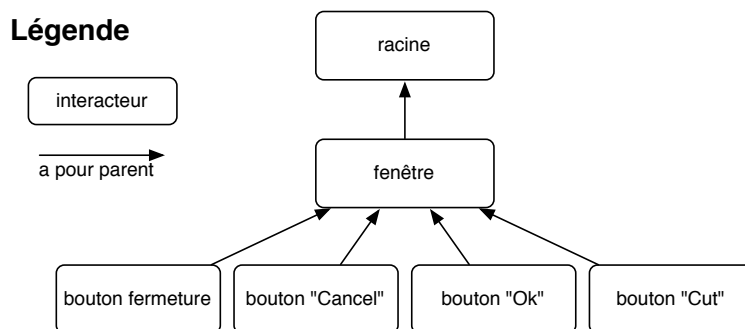 Légende
racine
interacteur
a pour parent
fenêtre
bouton fermeture
bouton "Cancel"
bouton "Ok"
bouton "Cut"